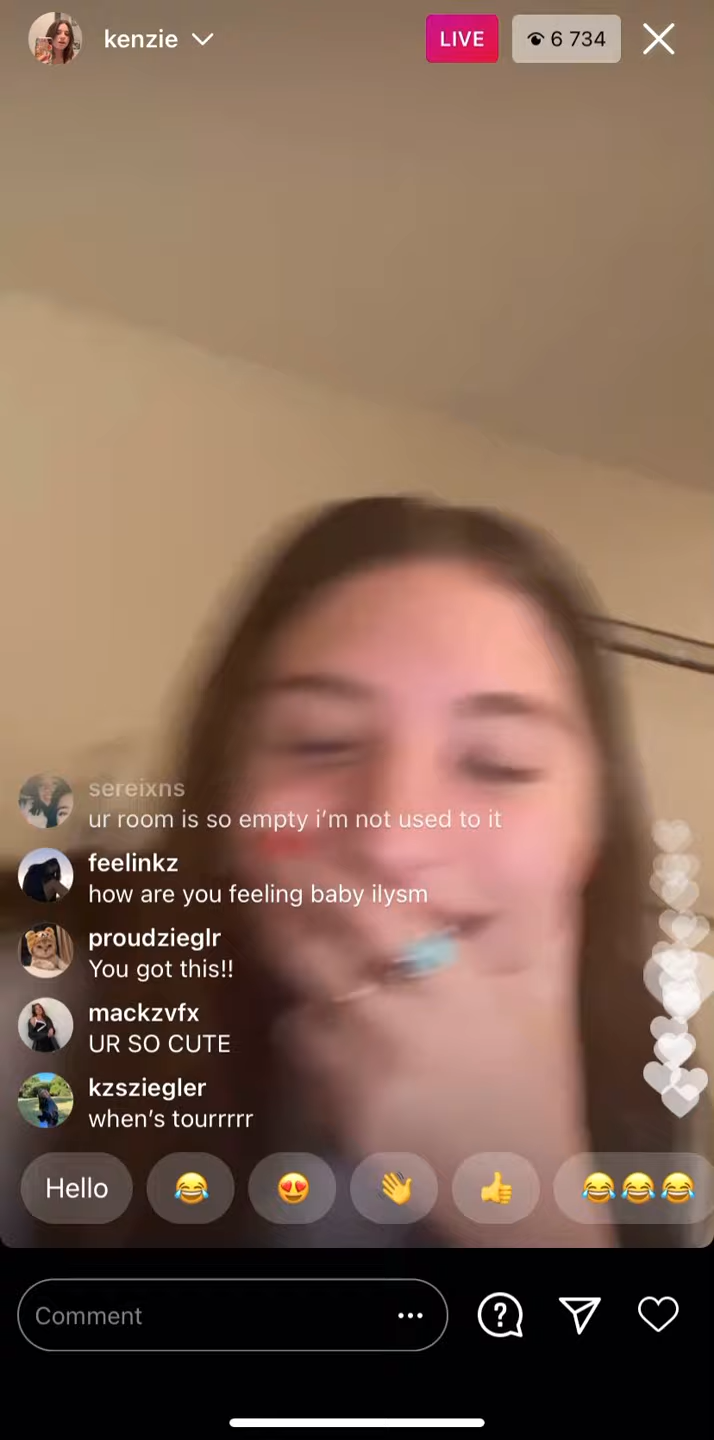 kenzie
LIVE
6 734
sereixns
ur room is so empty i’m not used to it
feelinkz
how are you feeling baby ilysm
proudzieglr
You got this!!
mackzvfx
UR SO CUTE
kzsziegler
when’s tourrrrr
Hello
Comment